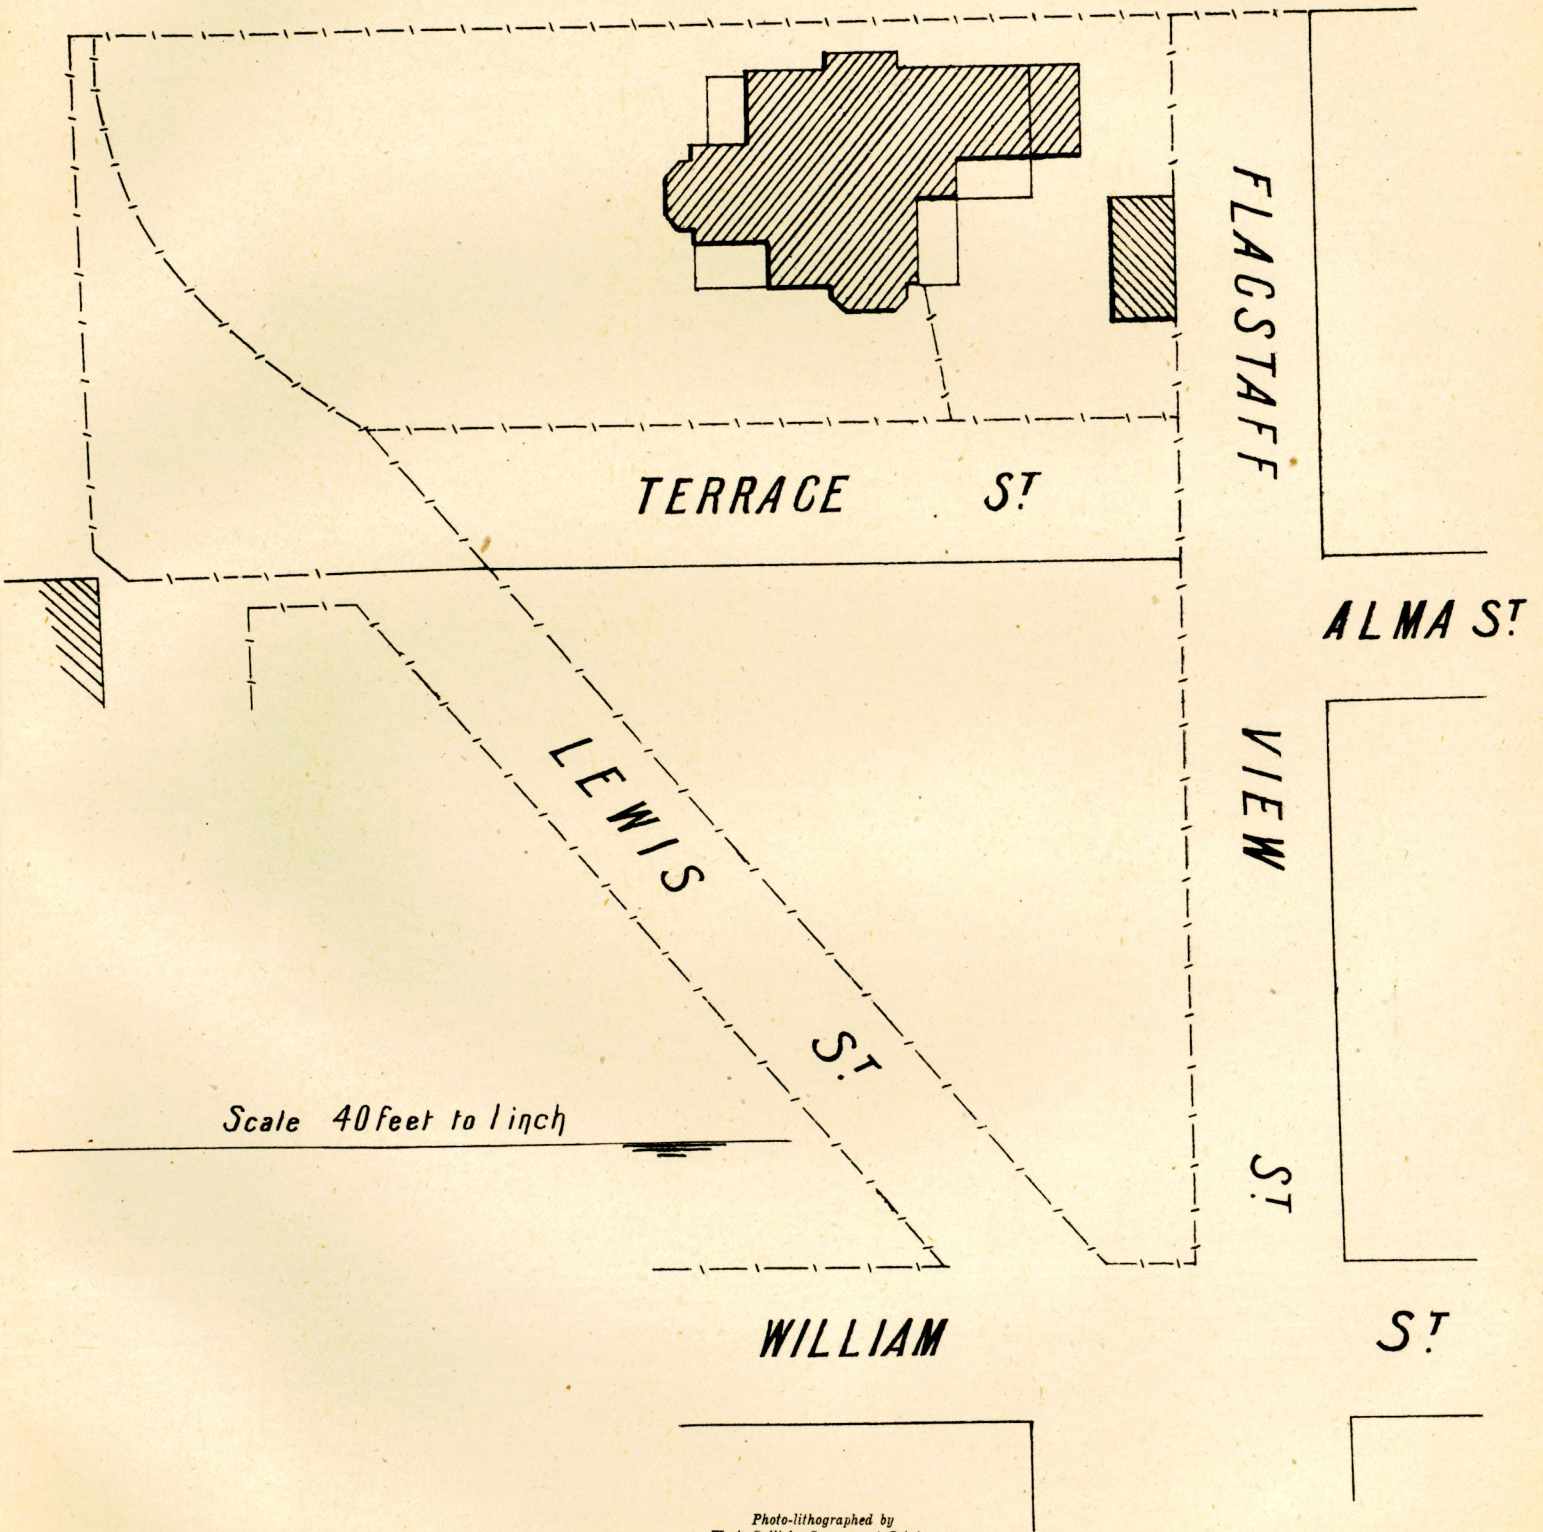 FLAGSTAFF VIEW ST.
TERRACE ST.
ALMA ST.
LEWIS ST.
Scale 40 feet to 1 inch
WILLIAM ST.
Photo-lithographed by